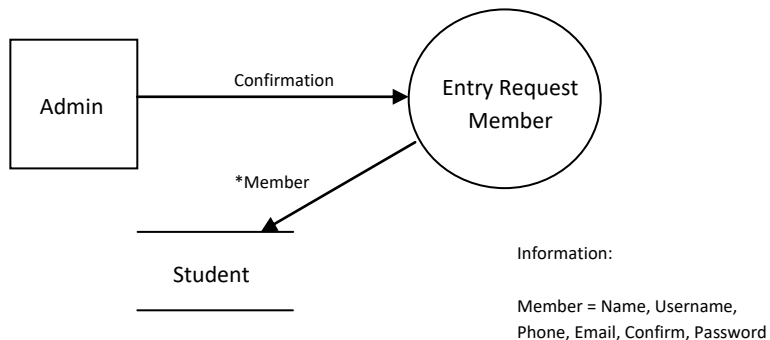 Confirmation
Admin
Entry Request
Member
*Member
Student
Information:
Member = Name, Username,
Phone, Email, Confirm, Password